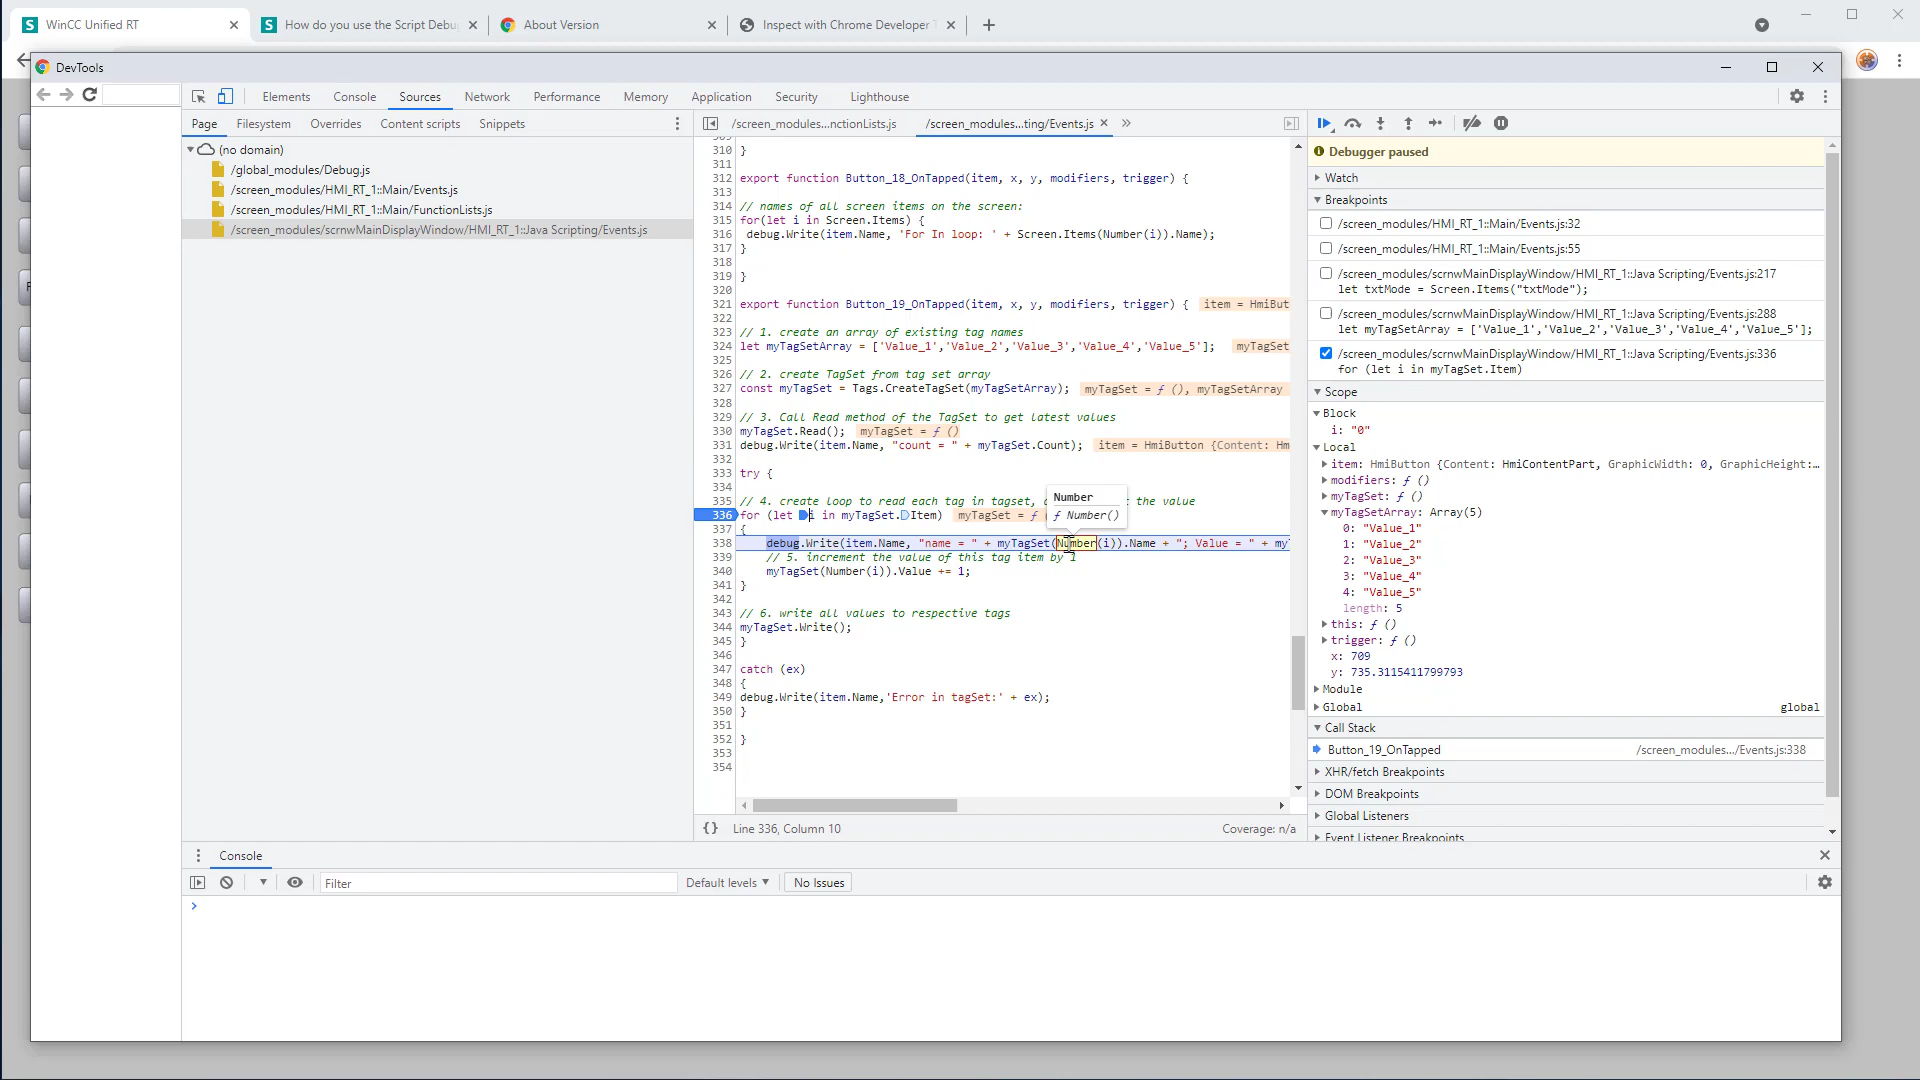 WinCC Unified RT
How do you use the Script Debu
About Version
Inspect with Chrome Developer T
DevTools
Elements
Console
Sources
Network
Performance
Memory
Application
Security
Lighthouse
Page
Filesystem
Overrides
Content scripts
Snippets
/screen_modules...nctionLists.js
/screen_modules...ting/Events.js
(no domain)
/global_modules/Debug.js
/screen_modules/HMI_RT_1::Main/Events.js
/screen_modules/HMI_RT_1::Main/FunctionLists.js
/screen_modules/scrnwMainDisplayWindow/HMI_RT_1::Java Scripting/Events.js
310 }
311
312 export function Button_18_OnTapped(item, x, y, modifiers, trigger) {
313
314 // names of all screen items on the screen:
315 for(let i in Screen.Items) {
316 debug.Write(item.Name, 'For In loop: ' + Screen.Items(Number(i)).Name);
317 }
318
319 }
320
321 export function Button_19_OnTapped(item, x, y, modifiers, trigger) { item = HmiBut
322
323 // 1. create an array of existing tag names
324 let myTagSetArray = ['Value_1','Value_2','Value_3','Value_4','Value_5']; myTagSet
325
326 // 2. create TagSet from tag set array
327 const myTagSet = Tags.CreateTagSet(myTagSetArray); myTagSet = ƒ (), myTagSetArray
328
329 // 3. Call Read method of the TagSet to get latest values
330 myTagSet.Read(); myTagSet = ƒ ()
331 debug.Write(item.Name, "count = " + myTagSet.Count); item = HmiButton {Content: Hm
332
333 try {
334
335 // 4. create loop to read each tag in tagset, t the value
336 for (let i in myTagSet.Item) myTagSet = ƒ
337 {
338 debug.Write(item.Name, "name = " + myTagSet(Number(i)).Name + "; Value = " + myT
339 // 5. increment the value of this tag item by 1
340 myTagSet(Number(i)).Value += 1;
341 }
342
343 // 6. write all values to respective tags
344 myTagSet.Write();
345 }
346
347 catch (ex)
348 {
349 debug.Write(item.Name,'Error in tagSet:' + ex);
350 }
351
352 }
353
354
Number
ƒ Number()
{} Line 336, Column 10
Coverage: n/a
Debugger paused
Watch
Breakpoints
/screen_modules/HMI_RT_1::Main/Events.js:32
/screen_modules/HMI_RT_1::Main/Events.js:55
/screen_modules/scrnwMainDisplayWindow/HMI_RT_1::Java Scripting/Events.js:217
let txtMode = Screen.Items("txtMode");
/screen_modules/scrnwMainDisplayWindow/HMI_RT_1::Java Scripting/Events.js:288
let myTagSetArray = ['Value_1','Value_2','Value_3','Value_4','Value_5'];
/screen_modules/scrnwMainDisplayWindow/HMI_RT_1::Java Scripting/Events.js:336
for (let i in myTagSet.Item)
Scope
Block
i: "0"
Local
item: HmiButton {Content: HmiContentPart, GraphicWidth: 0, GraphicHeight:…
modifiers: ƒ ()
myTagSet: ƒ ()
myTagSetArray: Array(5)
0: "Value_1"
1: "Value_2"
2: "Value_3"
3: "Value_4"
4: "Value_5"
length: 5
this: ƒ ()
trigger: ƒ ()
x: 709
y: 735.3115411799793
Module
Global global
Call Stack
Button_19_OnTapped /screen_modules.../Events.js:338
XHR/fetch Breakpoints
DOM Breakpoints
Global Listeners
Event Listener Breakpoints
Console
Filter
Default levels
No Issues